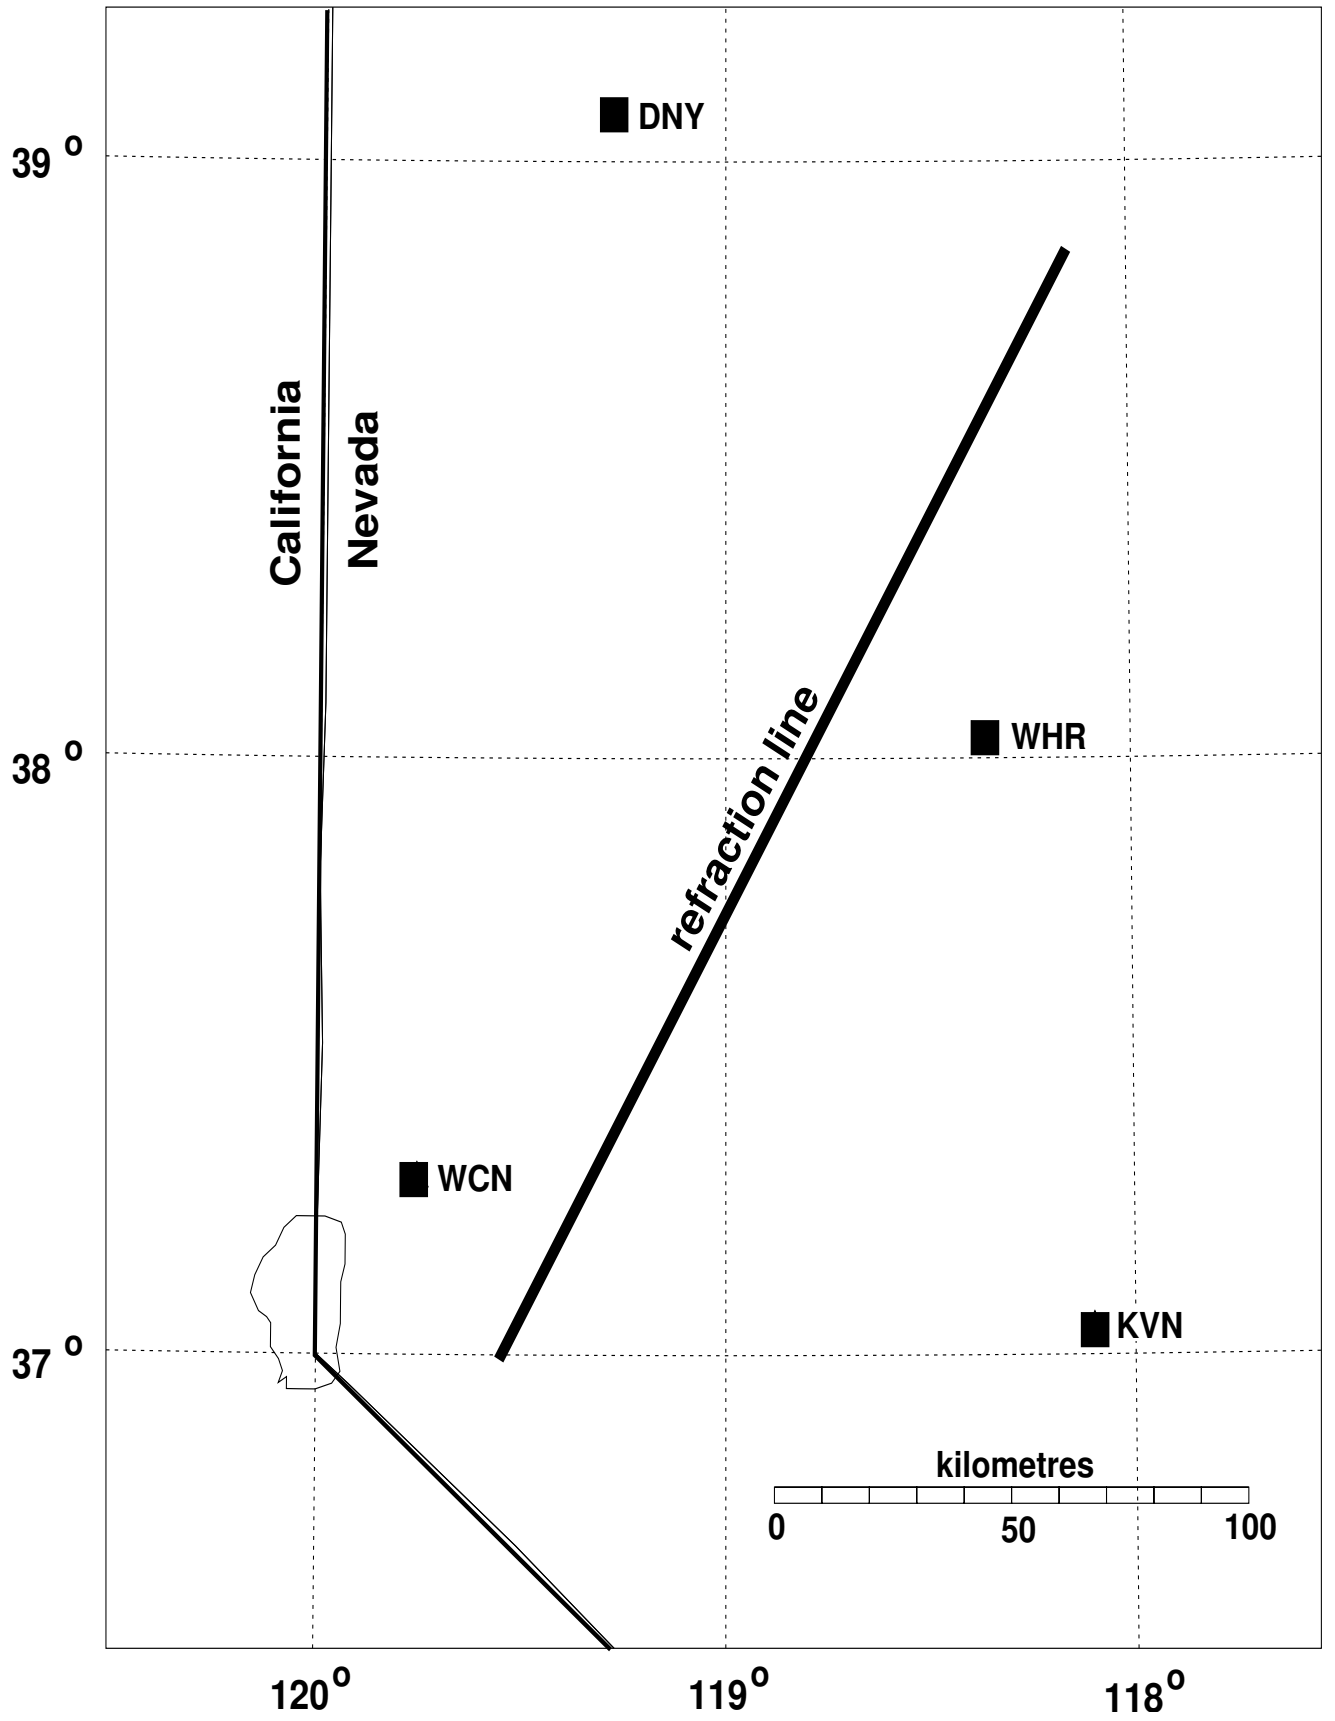 DNY
39°
California
Nevada
refraction line
WHR
38°
WCN
KVN
37°
kilometres
0 50 100
120° 119° 118°